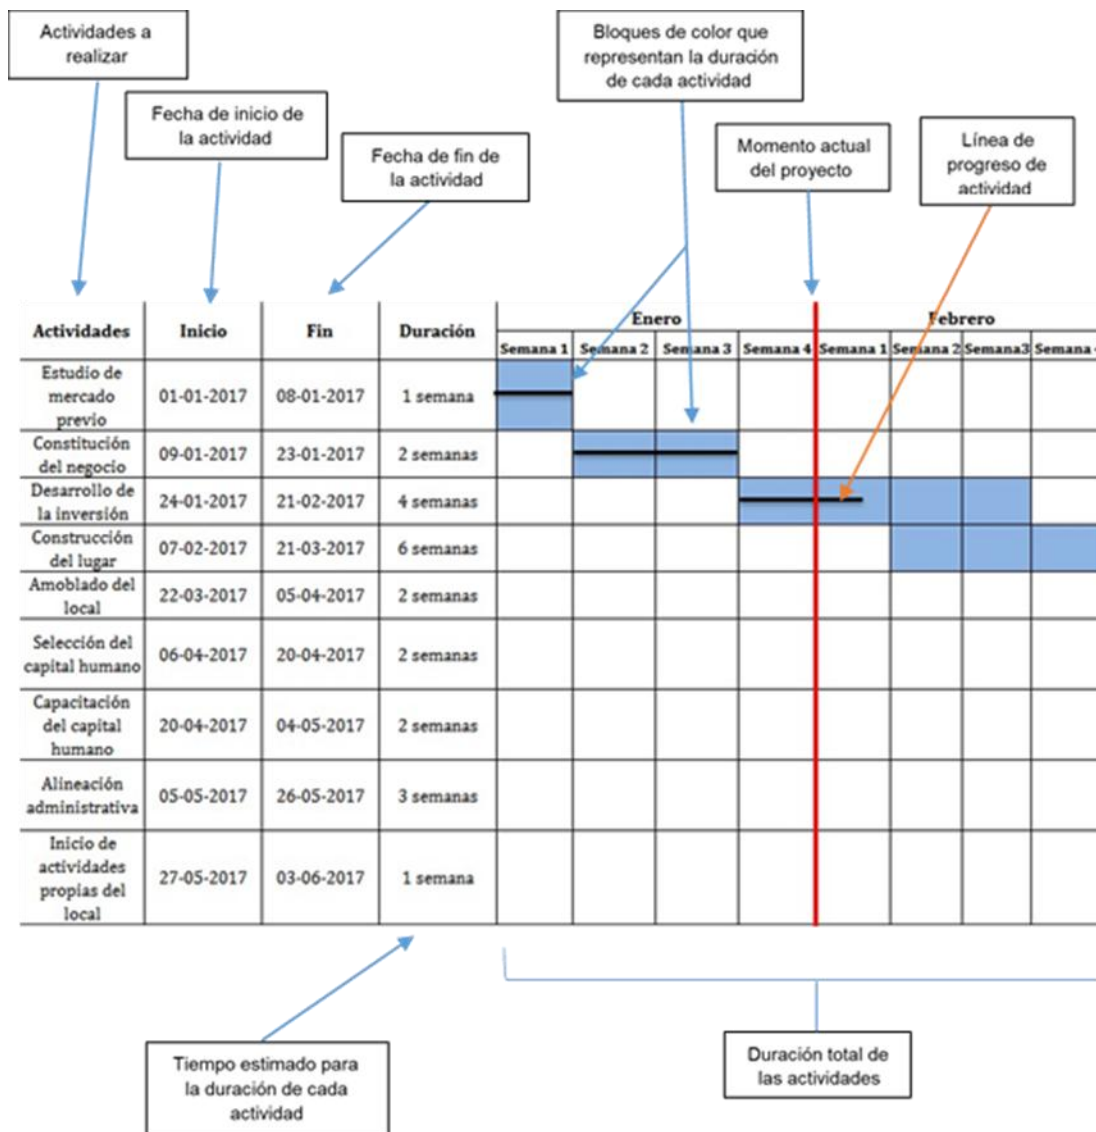 Actividades a
realizar
Fecha de inicio de
la actividad
Fecha de fin de
la actividad
Bloques de color que
representan la duración
de cada actividad
Momento actual
del proyecto
Línea de
progreso de
actividad
Actividades Inicio Fin Duración Enero Febrero
Semana 1 Semana 2 Semana 3 Semana 4 Semana 1 Semana 2 Semana3 Semana
Estudio de
mercado
previo
01-01-2017 08-01-2017 1 semana
Constitución
del negocio
09-01-2017 23-01-2017 2 semanas
Desarrollo de
la inversión
24-01-2017 21-02-2017 4 semanas
Construcción
del lugar
07-02-2017 21-03-2017 6 semanas
Amoblado del
local
22-03-2017 05-04-2017 2 semanas
Selección del
capital humano
06-04-2017 20-04-2017 2 semanas
Capacitación
del capital
humano
20-04-2017 04-05-2017 2 semanas
Alineación
administrativa
05-05-2017 26-05-2017 3 semanas
Inicio de
actividades
propias del
local
27-05-2017 03-06-2017 1 semana
Tiempo estimado para
la duración de cada
actividad
Duración total de
las actividades